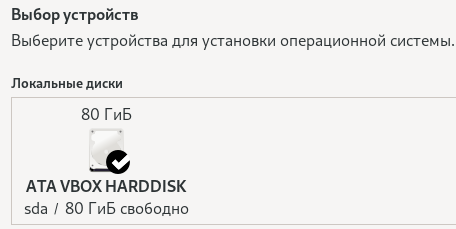 Выбор устройств
Выберите устройства для установки операционной системы.
Локальные диски
80 ГиБ
ATA VBOX HARDDISK
sda / 80 ГиБ свободно